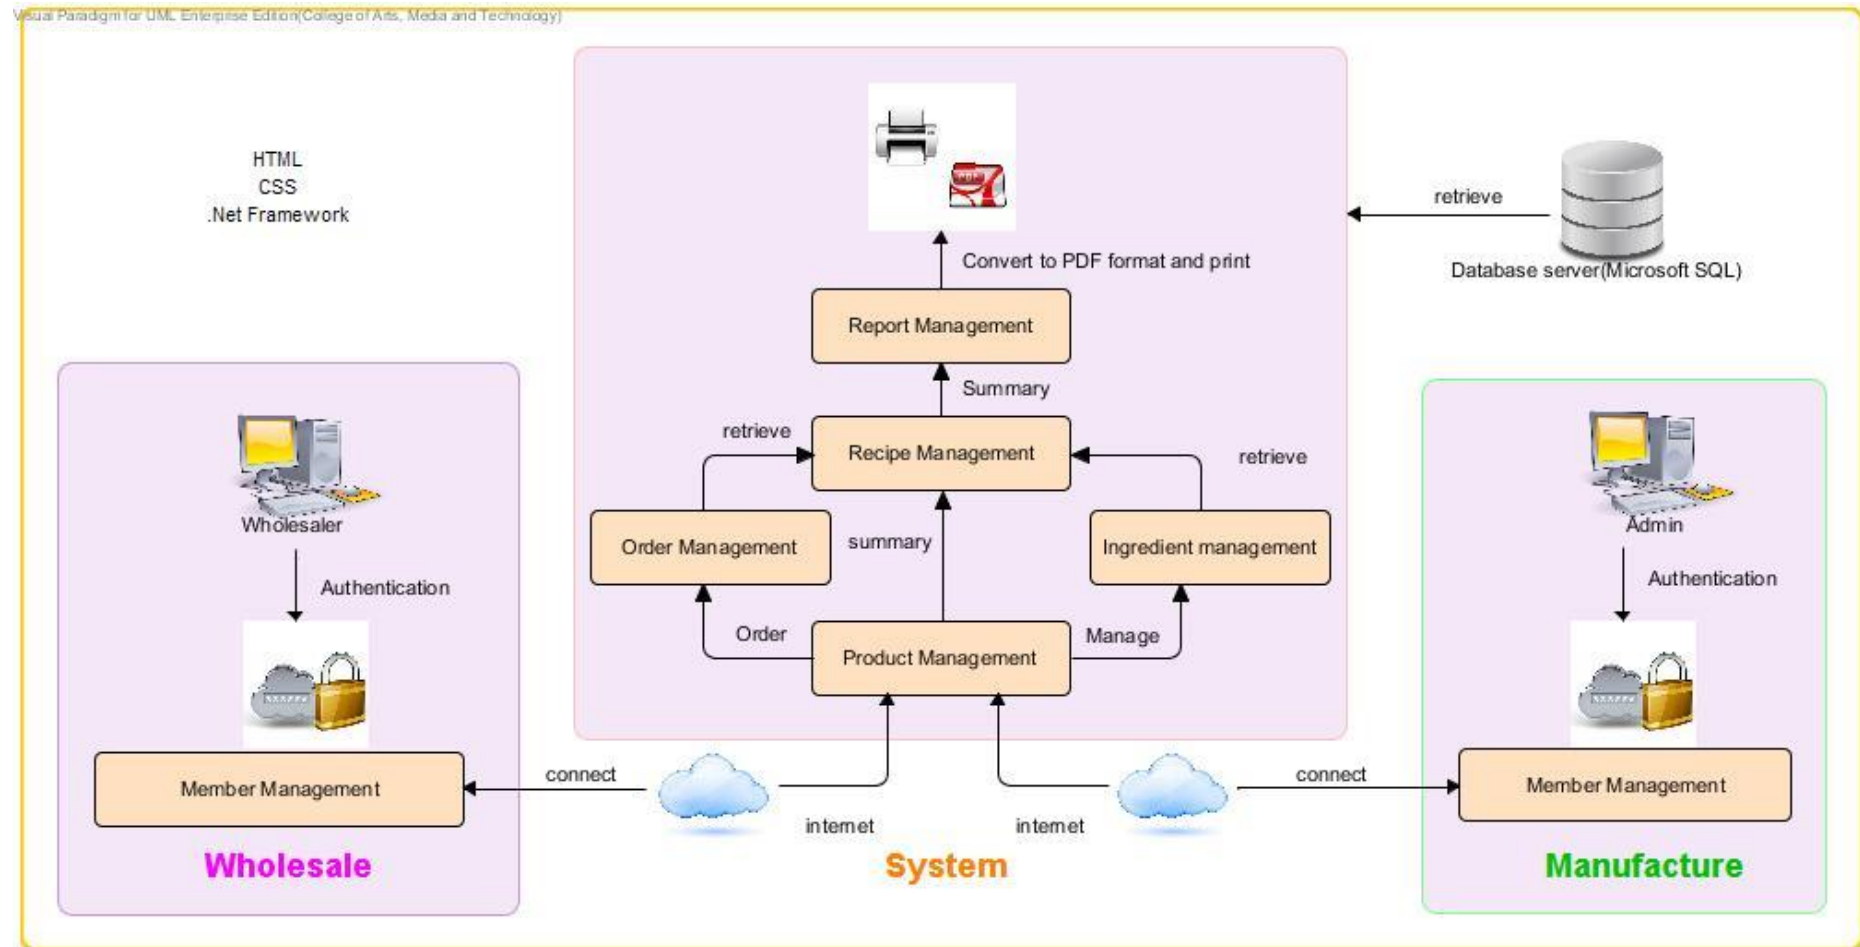 Visual Paradigm for UML Enterprise Edition(College of Arts, Media and Technology)
HTML
CSS
.Net Framework
PDF
retrieve
Database server(Microsoft SQL)
Convert to PDF format and print
Report Management
Summary
retrieve
Recipe Management
retrieve
Wholesaler
Admin
Order Management
summary
Ingredient management
Authentication
Authentication
Order
Manage
Product Management
connect
connect
Member Management
Member Management
internet
internet
Wholesale
System
Manufacture